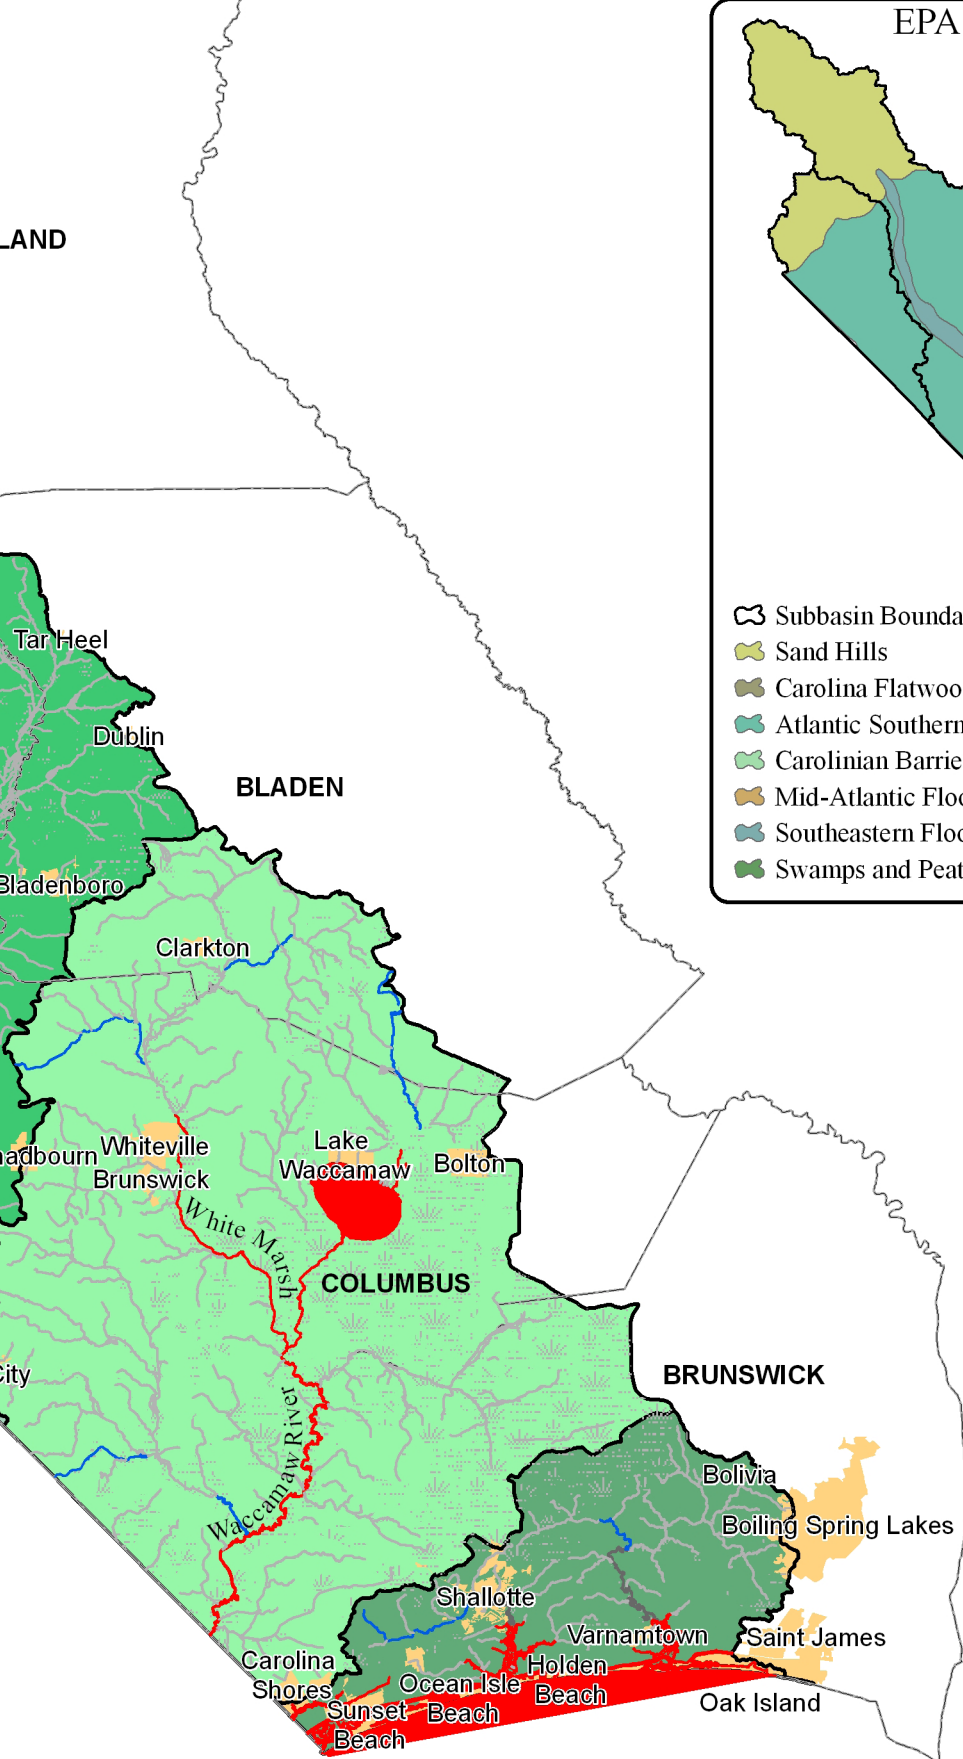 EPA
LAND
Subbasin Bounda
Sand Hills
Carolina Flatwoo
Tar Heel
Atlantic Southern
Dublin
Carolinian Barrie
BLADEN
Mid-Atlantic Floo
Southeastern Floo
Swamps and Peat
Bladenboro
Clarkton
Lake
Waccamaw
Whiteville
adbourn
Bolton
Brunswick
White Marsh
COLUMBUS
City
BRUNSWICK
Waccamaw River
Bolivia
Boiling Spring Lakes
Shallotte
Varnamtown
Saint James
Carolina
Shores
Holden
Beach
Ocean Isle
Beach
Oak Island
Sunset
Beach